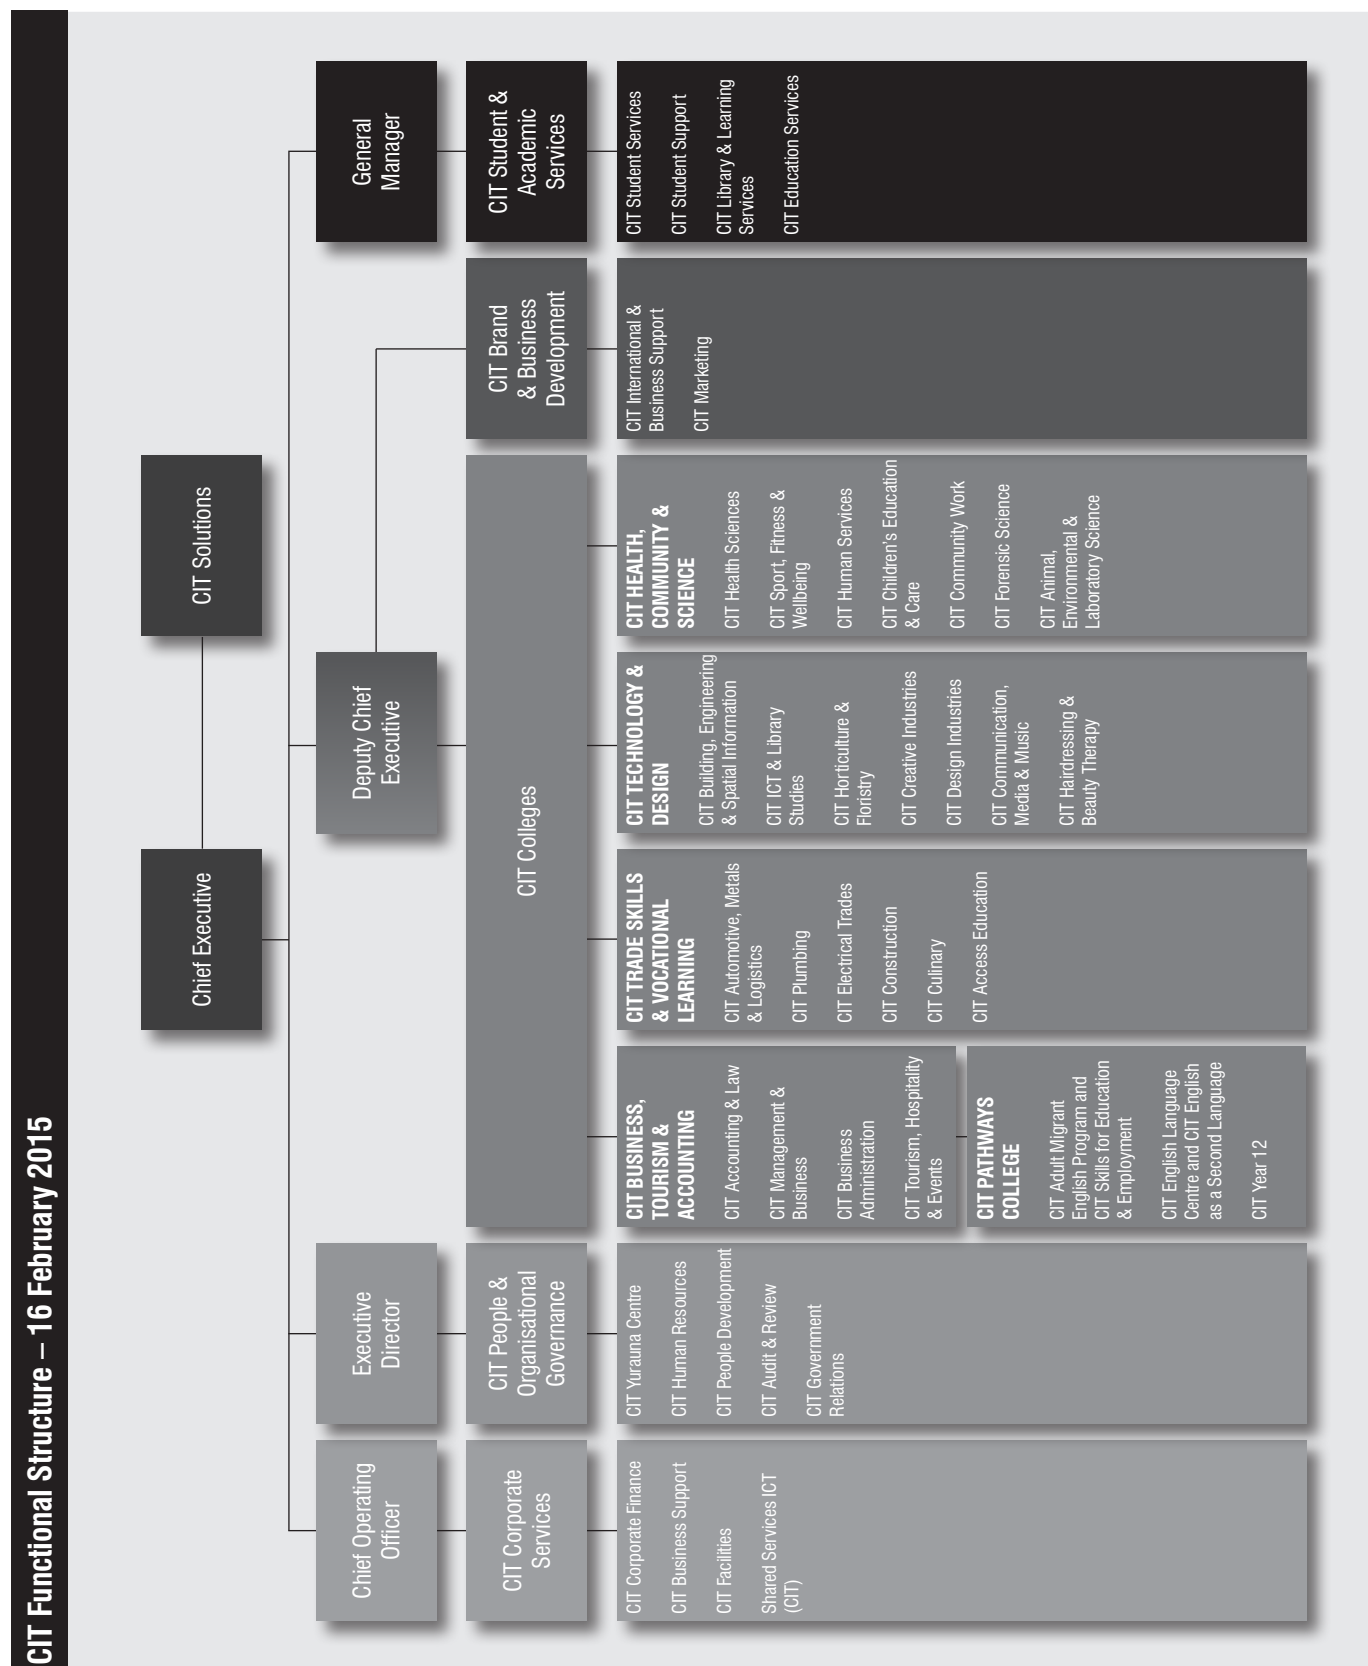 CIT Functional Structure – 16 February 2015
Chief Executive
CIT Solutions
Chief Operating
Officer
Executive
Director
Deputy Chief
Executive
General
Manager
CIT Corporate
Services
CIT People &
Organisational
Governance
CIT Colleges
CIT Brand
& Business
Development
CIT Student &
Academic
Services
CIT Corporate Finance
CIT Business Support
CIT Facilities
Shared Services ICT
(CIT)
CIT Yurauna Centre
CIT Human Resources
CIT People Development
CIT Audit & Review
CIT Government
Relations
CIT BUSINESS,
TOURISM &
ACCOUNTING
CIT Accounting & Law
CIT Management &
Business
CIT Business
Administration
CIT Tourism, Hospitality
& Events
CIT PATHWAYS
COLLEGE
CIT Adult Migrant
English Program and
CIT Skills for Education
& Employment
CIT English Language
Centre and CIT English
as a Second Language
CIT Year 12
CIT TRADE SKILLS
& VOCATIONAL
LEARNING
CIT Automotive, Metals
& Logistics
CIT Plumbing
CIT Electrical Trades
CIT Construction
CIT Culinary
CIT Access Education
CIT TECHNOLOGY &
DESIGN
CIT Building, Engineering
& Spatial Information
CIT ICT & Library
Studies
CIT Horticulture &
Floristry
CIT Creative Industries
CIT Design Industries
CIT Communication,
Media & Music
CIT Hairdressing &
Beauty Therapy
CIT HEALTH,
COMMUNITY &
SCIENCE
CIT Health Sciences
CIT Sport, Fitness &
Wellbeing
CIT Human Services
CIT Children's Education
& Care
CIT Community Work
CIT Forensic Science
CIT Animal,
Environmental &
Laboratory Science
CIT International &
Business Support
CIT Marketing
CIT Student Services
CIT Student Support
CIT Library & Learning
Services
CIT Education Services